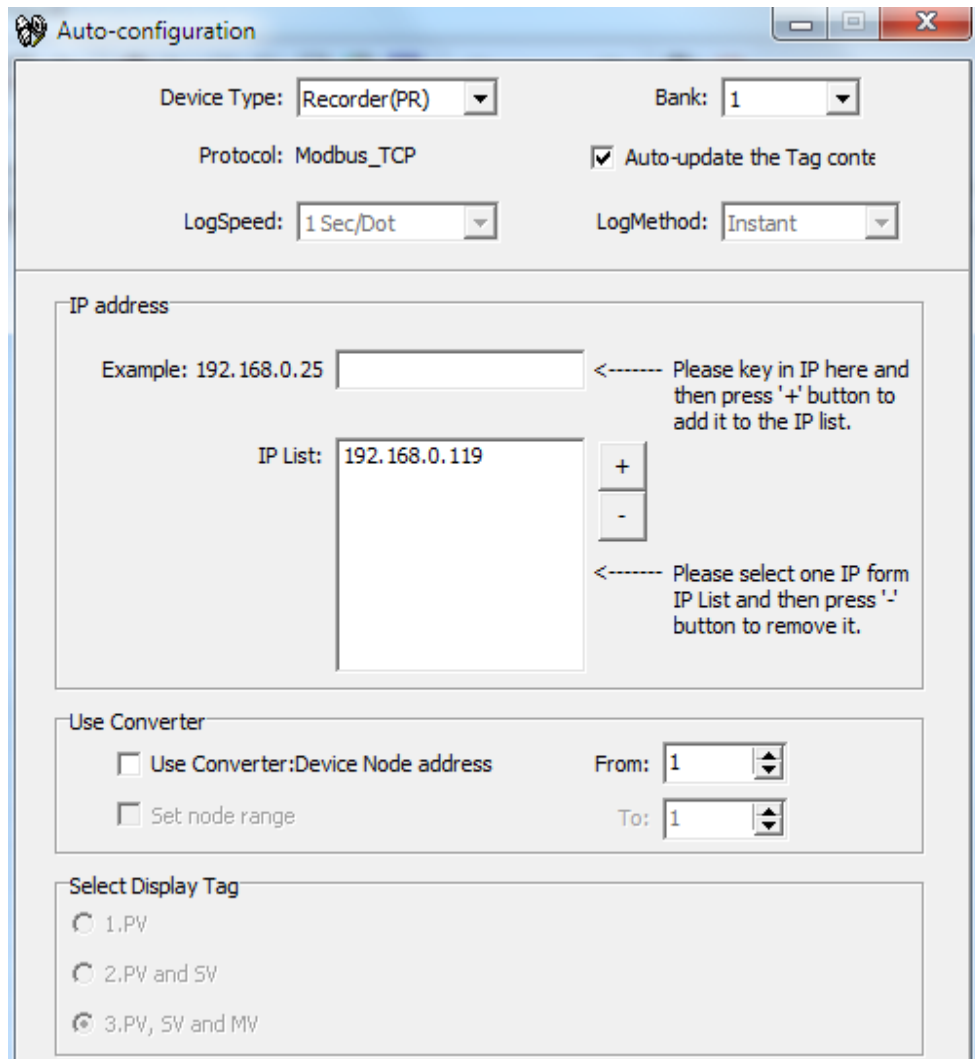 Auto-configuration
Device Type: Recorder(PR) Bank: 1
Protocol: Modbus_TCP Auto-update the Tag conte
LogSpeed: 1 Sec/Dot LogMethod: Instant
IP address
Example: 192.168.0.25 <------- Please key in IP here and
then press '+' button to
add it to the IP list.
IP List: 192.168.0.119 +
-
<------- Please select one IP form
IP List and then press '-'
button to remove it.
Use Converter
Use Converter:Device Node address From: 1
Set node range To: 1
Select Display Tag
1.PV
2.PV and SV
3.PV, SV and MV